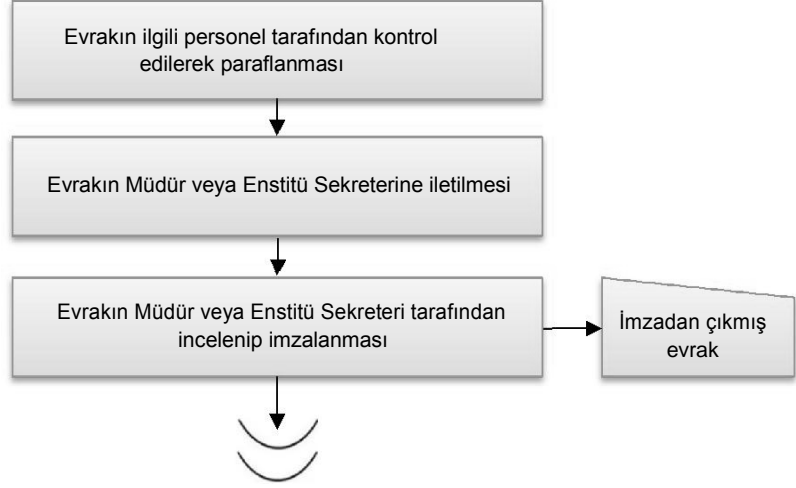 Evrakın ilgili personel tarafından kontrol
edilerek paraflanması
Evrakın Müdür veya Enstitü Sekreterine iletilmesi
Evrakın Müdür veya Enstitü Sekreteri tarafından
incelenip imzalanması
İmzadan çıkmış
evrak